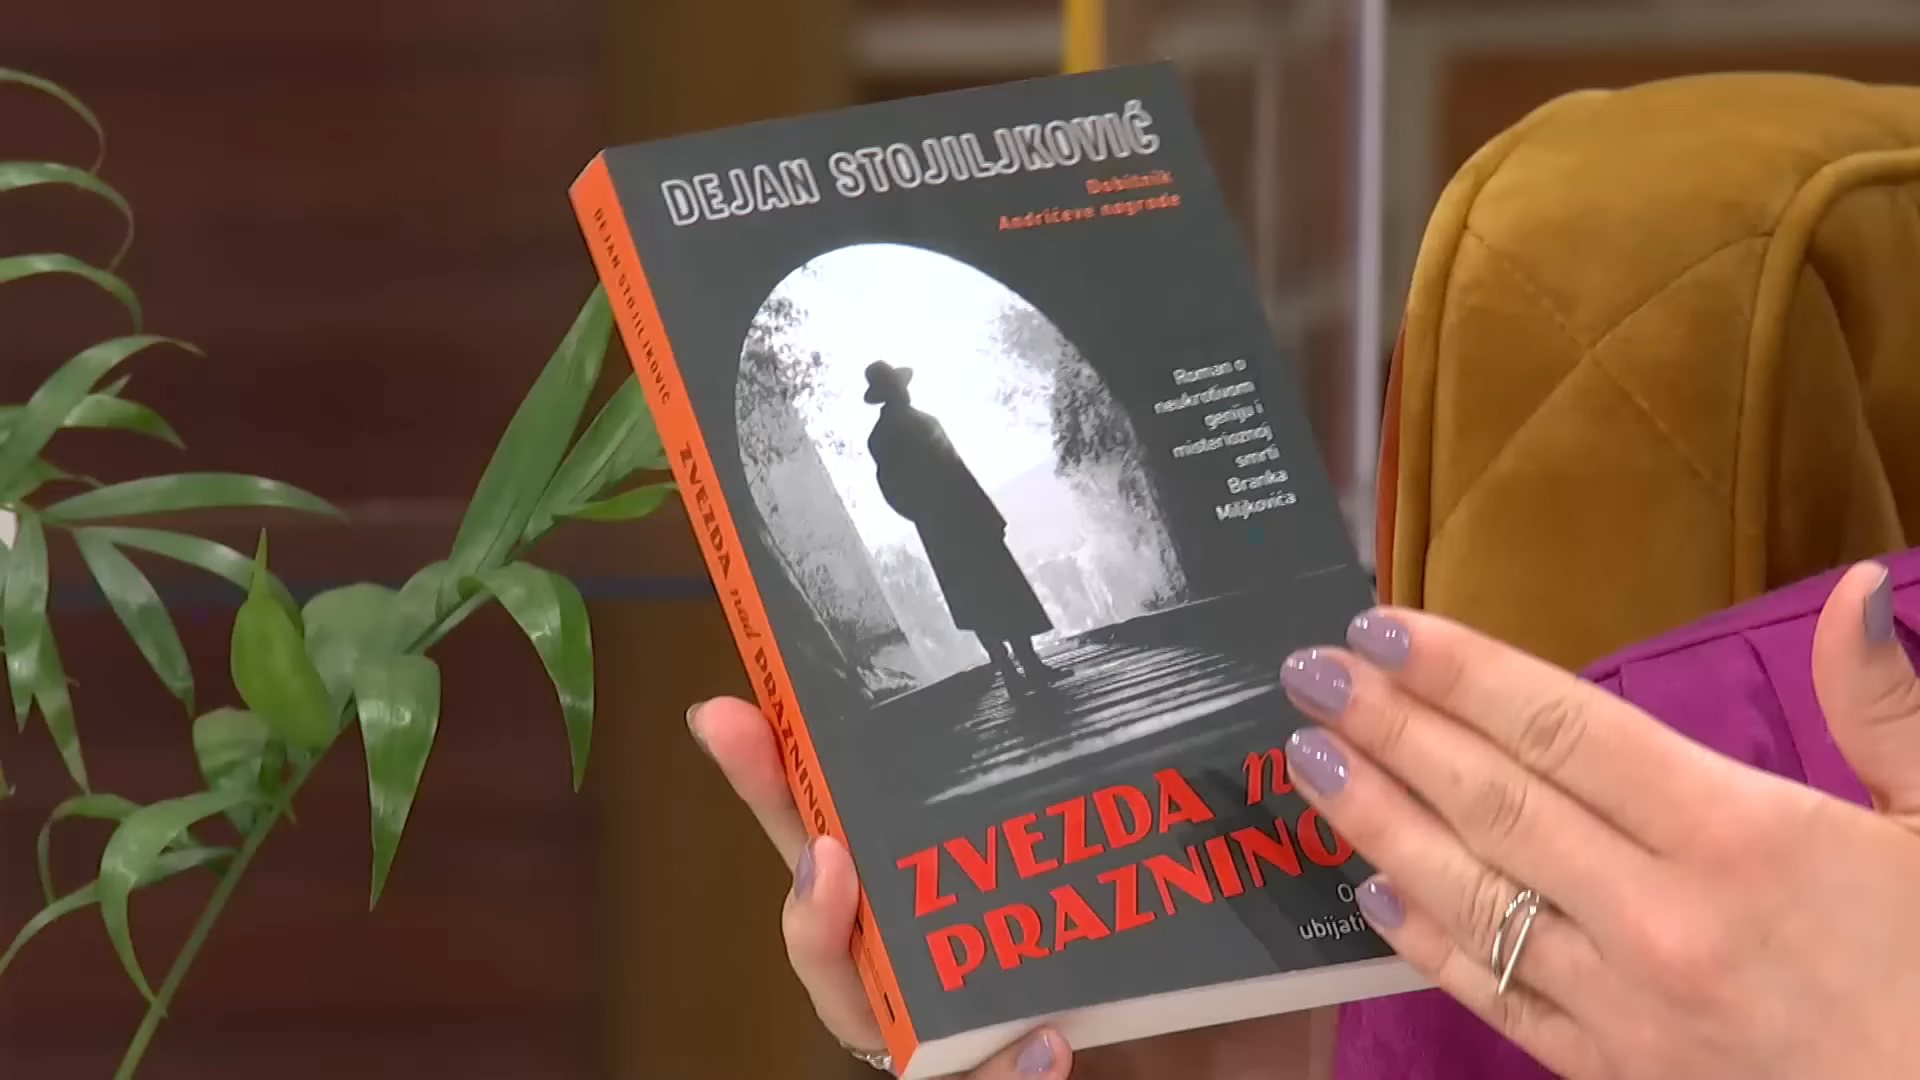 DEJAN STOJILJKOVIĆ
Dobitnik
Andrićeve nagrade
Roman o
neukrotivom
geniju i
misterioznoj
smrti
Branka
Miljkovića
ZVEZDA
PRAZNINO
ubijati
DEJAN STOJILJKOVIĆ
ZVEZDA nad PRAZNINO